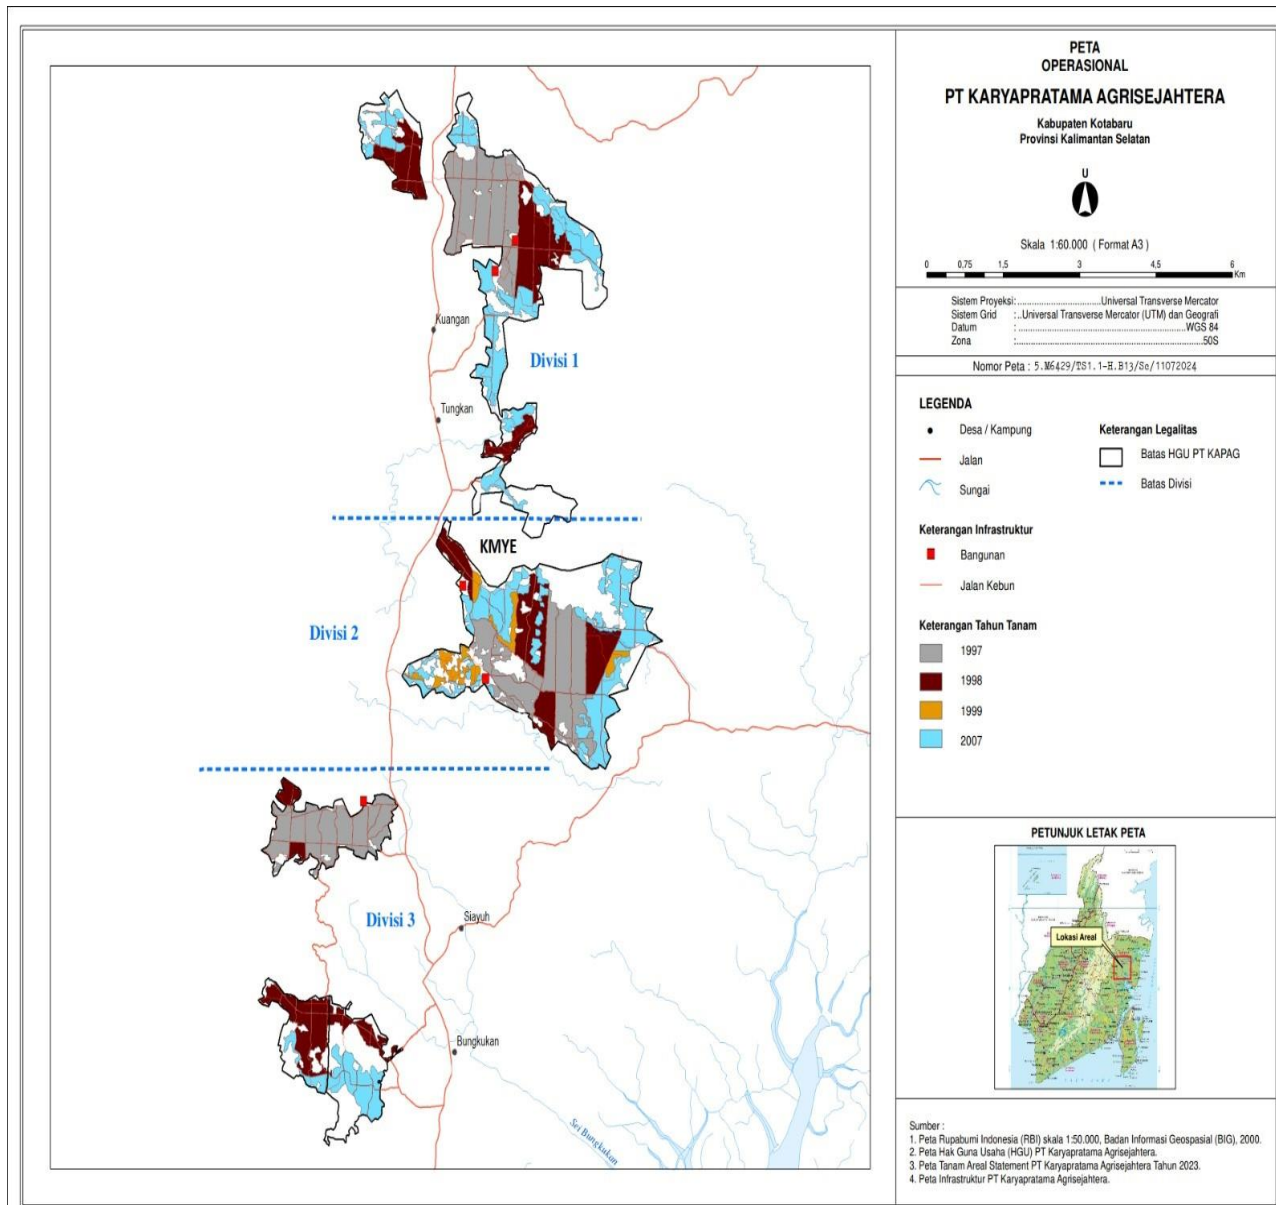 PETA
OPERASIONAL
PT KARYAPRATAMA AGRISEJAHTERA
Kabupaten Kotabaru
Provinsi Kalimantan Selatan
U
Skala 1:60.000 ( Format A3 )
0 0,75 1,5 3 4,5 6
Km
Sistem Proyeksi:..................................Universal Transverse Mercator
Sistem Grid :..Universal Transverse Mercator (UTM) dan Geografi
Datum :....................................................WGS 84
Zona :..........................................................50S
Nomor Peta : 5.M6429/TS1.1-H.B13/Se/11072024
LEGENDA
Desa / Kampung
Jalan
Sungai
Keterangan Legalitas
Batas HGU PT KAPAG
Batas Divisi
Keterangan Infrastruktur
Bangunan
Jalan Kebun
Keterangan Tahun Tanam
1997
1998
1999
2007
PETUNJUK LETAK PETA
Lokasi Areal
Sumber :
1. Peta Rupabumi Indonesia (RBI) skala 1:50.000, Badan Informasi Geospasial (BIG), 2000.
2. Peta Hak Guna Usaha (HGU) PT Karyapratama Agrisejahtera.
3. Peta Tanam Areal Statement PT Karyapratama Agrisejahtera Tahun 2023.
4. Peta Infrastruktur PT Karyapratama Agrisejahtera.
Kuangan
Divisi 1
Tungkan
KMYE
Divisi 2
Divisi 3
Siayuh
Bungkukan
Sei Bungkukan